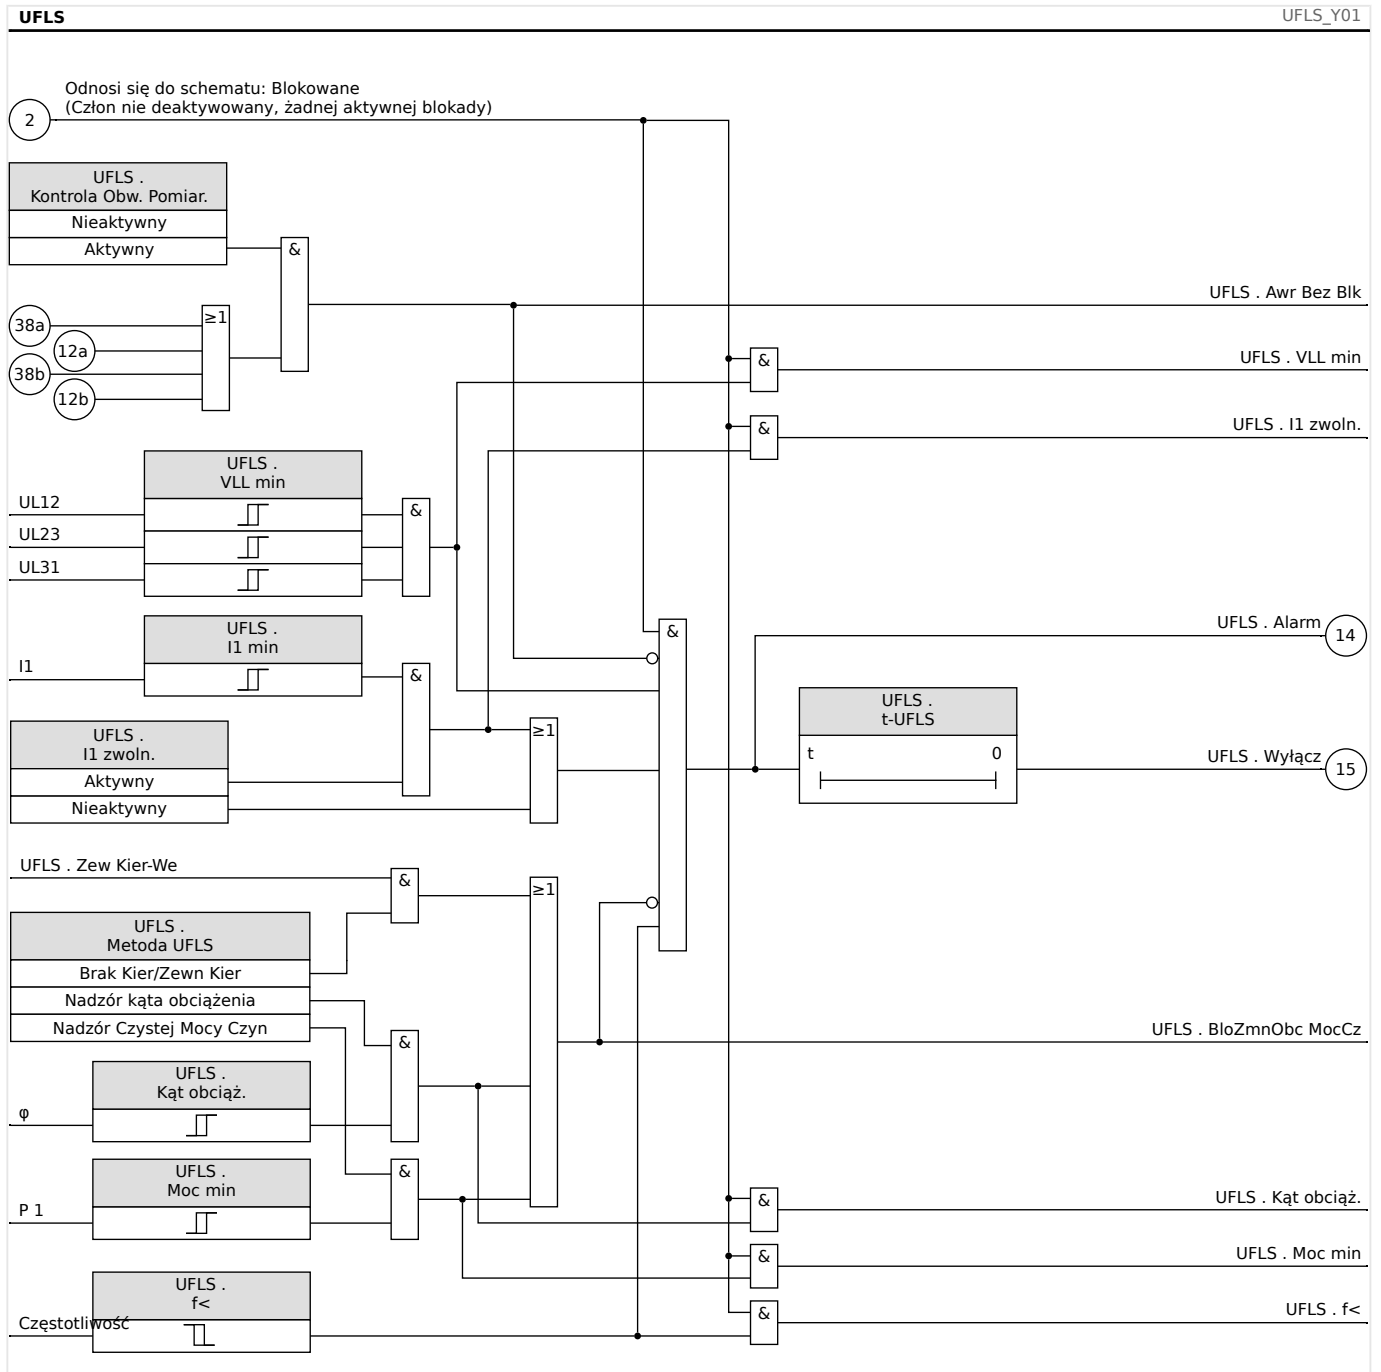 UFLS
UFLS_Y01
Odnosi się do schematu: Blokowane
(Człon nie deaktywowany, żadnej aktywnej blokady)
2
UFLS .
Kontrola Obw. Pomiar.
Nieaktywny
Aktywny
&
UFLS . Awr Bez Blk
38a
12a
38b
12b
≥1
&
UFLS . VLL min
&
UFLS . I1 zwoln.
UFLS .
VLL min
UL12
UL23
UL31
&
UFLS .
I1 min
I1
&
&
UFLS . Alarm
14
UFLS .
I1 zwoln.
Aktywny
Nieaktywny
≥1
UFLS .
t-UFLS
t
0
UFLS . Wyłącz
15
UFLS . Zew Kier-We
&
≥1
UFLS .
Metoda UFLS
Brak Kier/Zewn Kier
Nadzór kąta obciążenia
Nadzór Czystej Mocy Czyn
&
UFLS . BloZmnObc MocCz
UFLS .
Kąt obciąż.
φ
UFLS .
Moc min
P 1
&
&
UFLS . Kąt obciąż.
&
UFLS . Moc min
UFLS .
f<
Częstotliwość
&
UFLS . f<